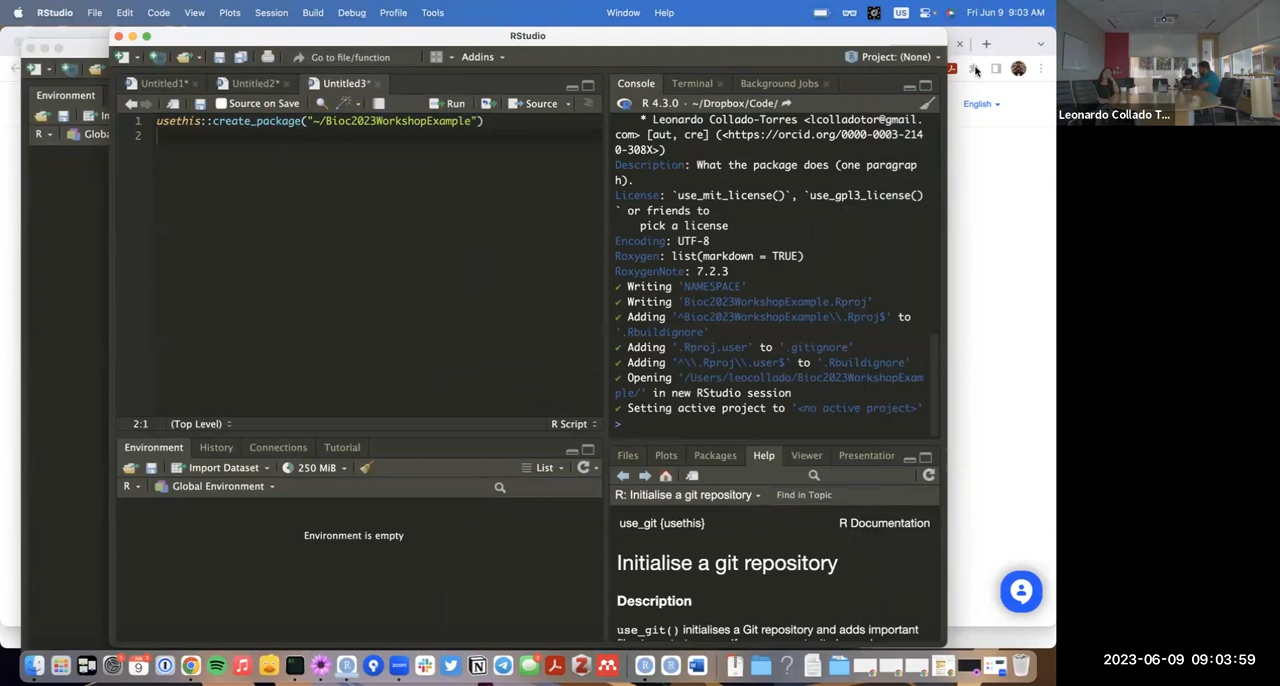 RStudio File Edit Code View Plots Session Build Debug Profile Tools Window Help US Fri Jun 9 9:03 AM
RStudio
Go to file/function Addins Project: (None)
Untitled1* Untitled2* Untitled3*
Source on Save Run Source
1 usethis::create_package("~/Bioc2023WorkshopExample")
2
2:1 (Top Level) R Script
Environment
R Globa
Environment History Connections Tutorial
Import Dataset 250 MiB List
R Global Environment
Environment is empty
Console Terminal Background Jobs
R 4.3.0 · ~/Dropbox/Code/
* Leonardo Collado-Torres <lcolladotor@gmail.
com> [aut, cre] (<https://orcid.org/0000-0003-214
0-308X>)
Description: What the package does (one paragrap
h).
License: `use_mit_license()`, `use_gpl3_license()
` or friends to
pick a license
Encoding: UTF-8
Roxygen: list(markdown = TRUE)
RoxygenNote: 7.2.3
✔ Writing 'NAMESPACE'
✔ Writing 'Bioc2023WorkshopExample.Rproj'
✔ Adding '^Bioc2023WorkshopExample\\.Rproj$' to
'.Rbuildignore'
✔ Adding '.Rproj.user' to '.gitignore'
✔ Adding '^\\.Rproj\\.user$' to '.Rbuildignore'
✔ Opening '/Users/leocollado/Bioc2023WorkshopExam
ple/' in new RStudio session
✔ Setting active project to '<no active project>'
>
Files Plots Packages Help Viewer Presentation
R: Initialise a git repository Find in Topic
use_git {usethis} R Documentation
Initialise a git repository
Description
use_git() initialises a Git repository and adds important
English
Leonardo Collado T...
2023-06-09 09:03:59